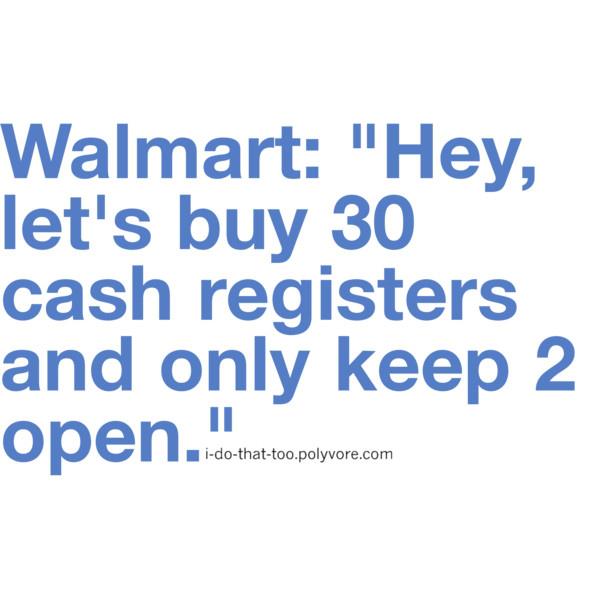 Walmart: "Hey,
let's buy 30
cash registers
and only keep 2
open."
i-do-that-too.polyvore.com